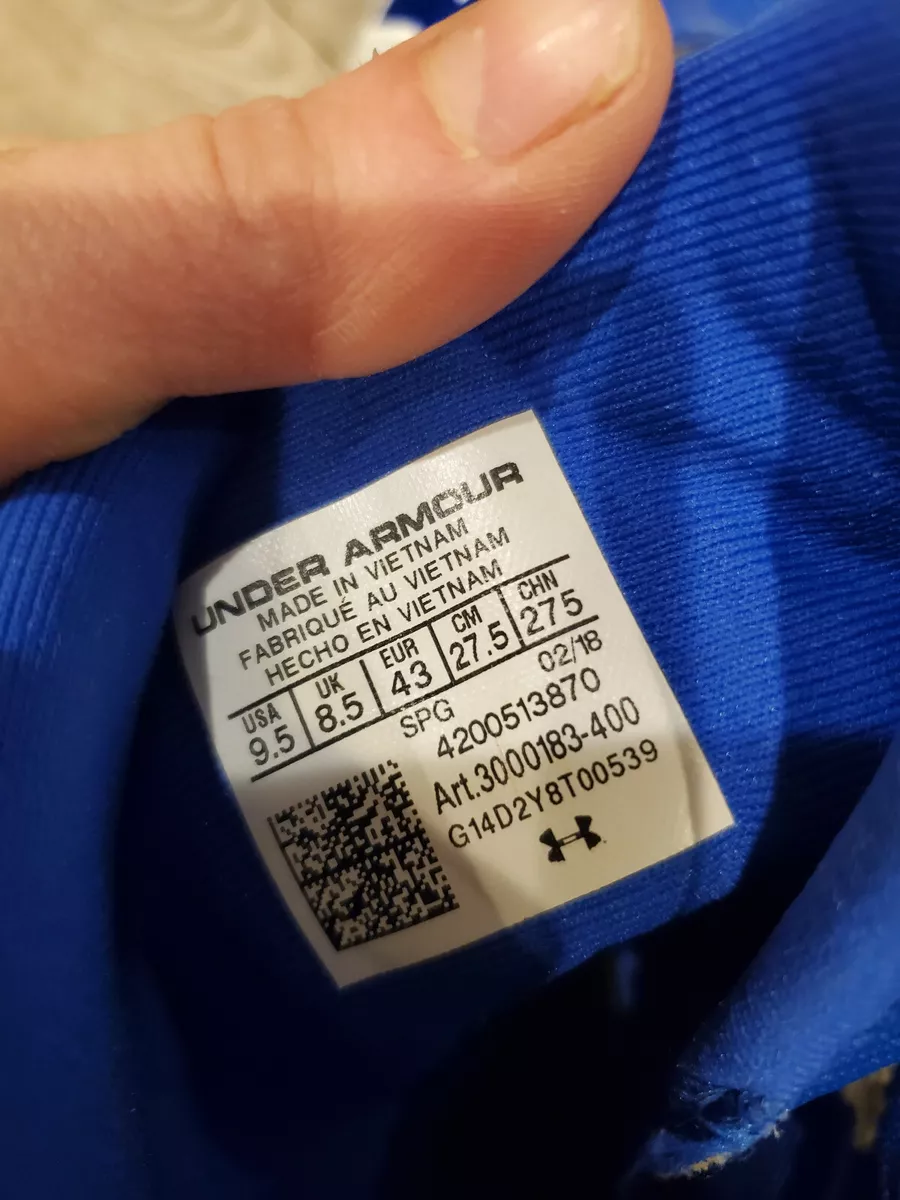 UNDER ARMOUR
MADE IN VIETNAM
FABRIQUÉ AU VIETNAM
HECHO EN VIETNAM
USA UK EUR CM CHN
9.5 8.5 43 27.5 275
SPG 02/18
4200513870
Art.3000183-400
G14D2Y8T00539